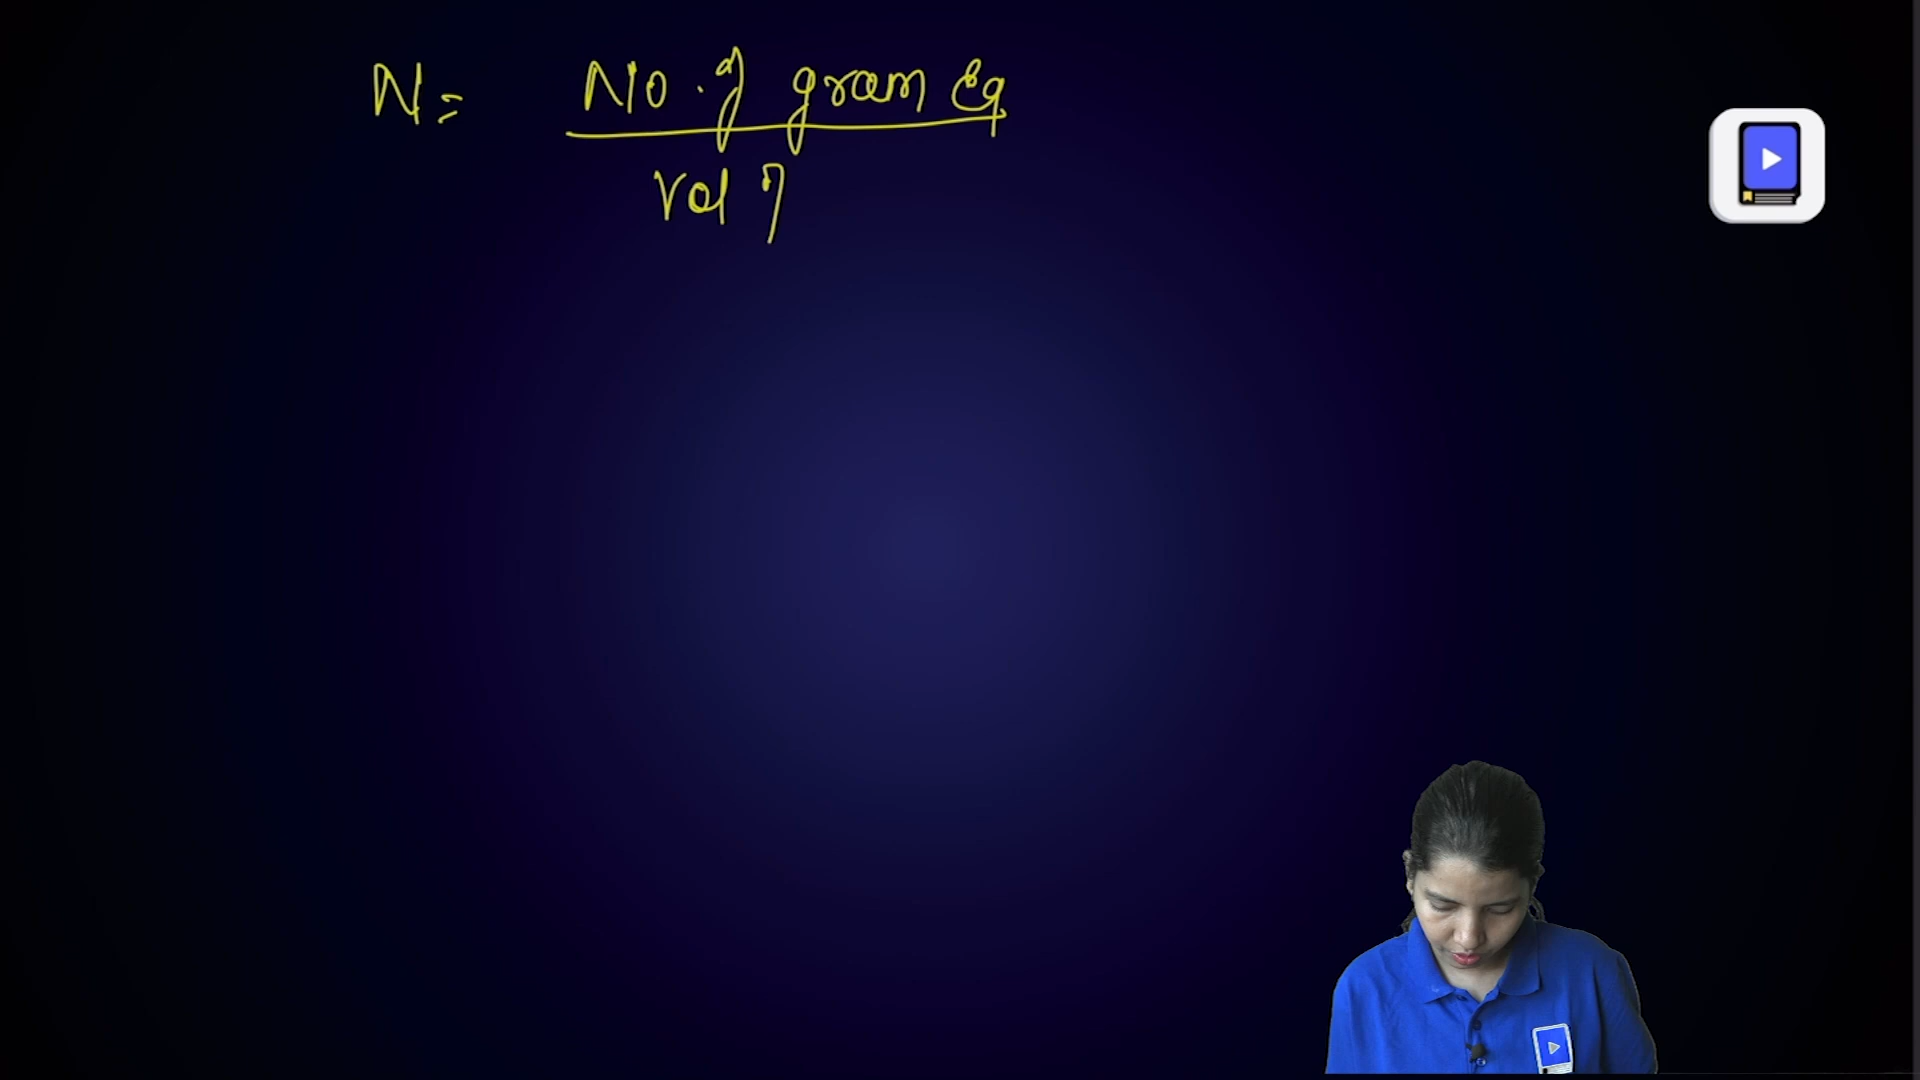 N = No. of gram Eq
Vol of